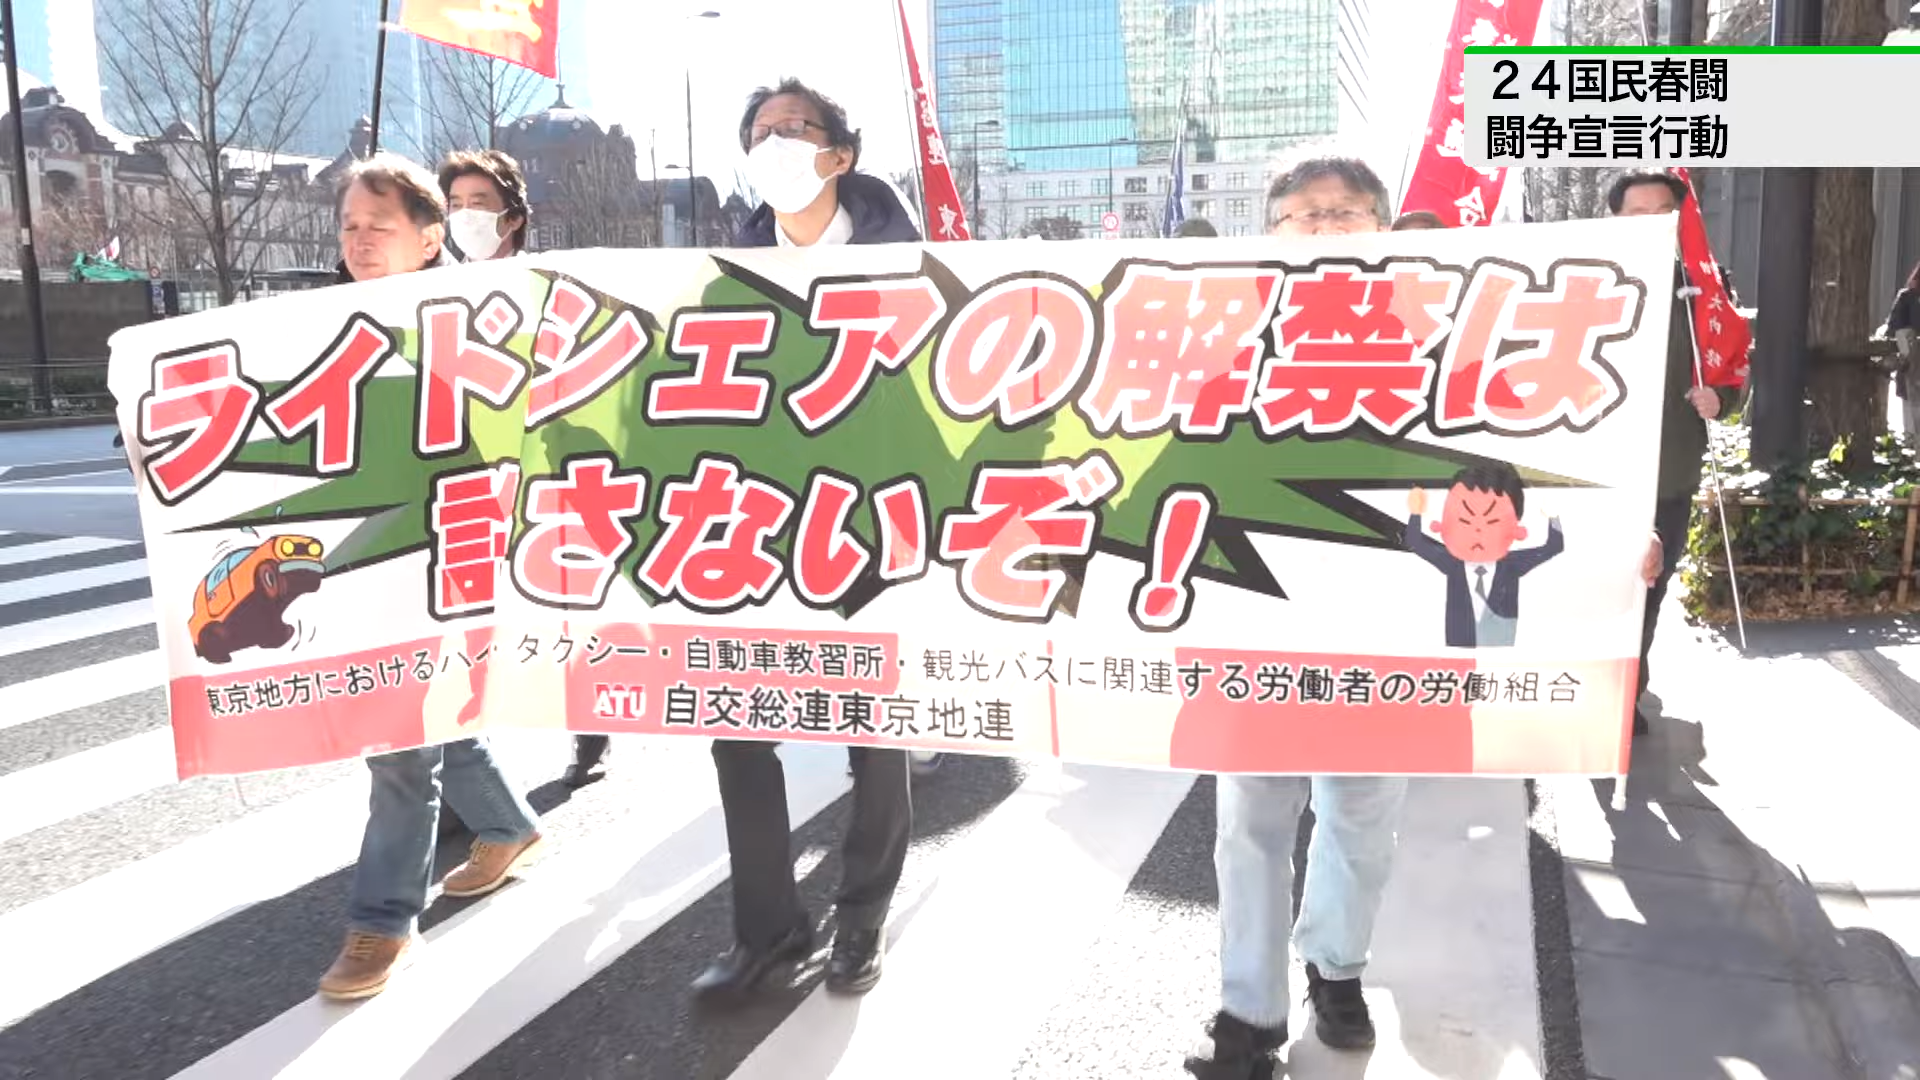 ２４国民春闘
闘争宣言行動
ライドシェアの解禁は
許さないぞ！
東京地方におけるハイタクシー・自動車教習所・観光バスに関連する労働者の労働組合
ATU 自交総連東京地連